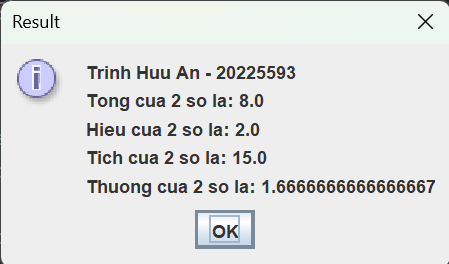 Result
Trinh Huu An - 20225593
Tong cua 2 so la: 8.0
Hieu cua 2 so la: 2.0
Tich cua 2 so la: 15.0
Thuong cua 2 so la: 1.6666666666666667
OK